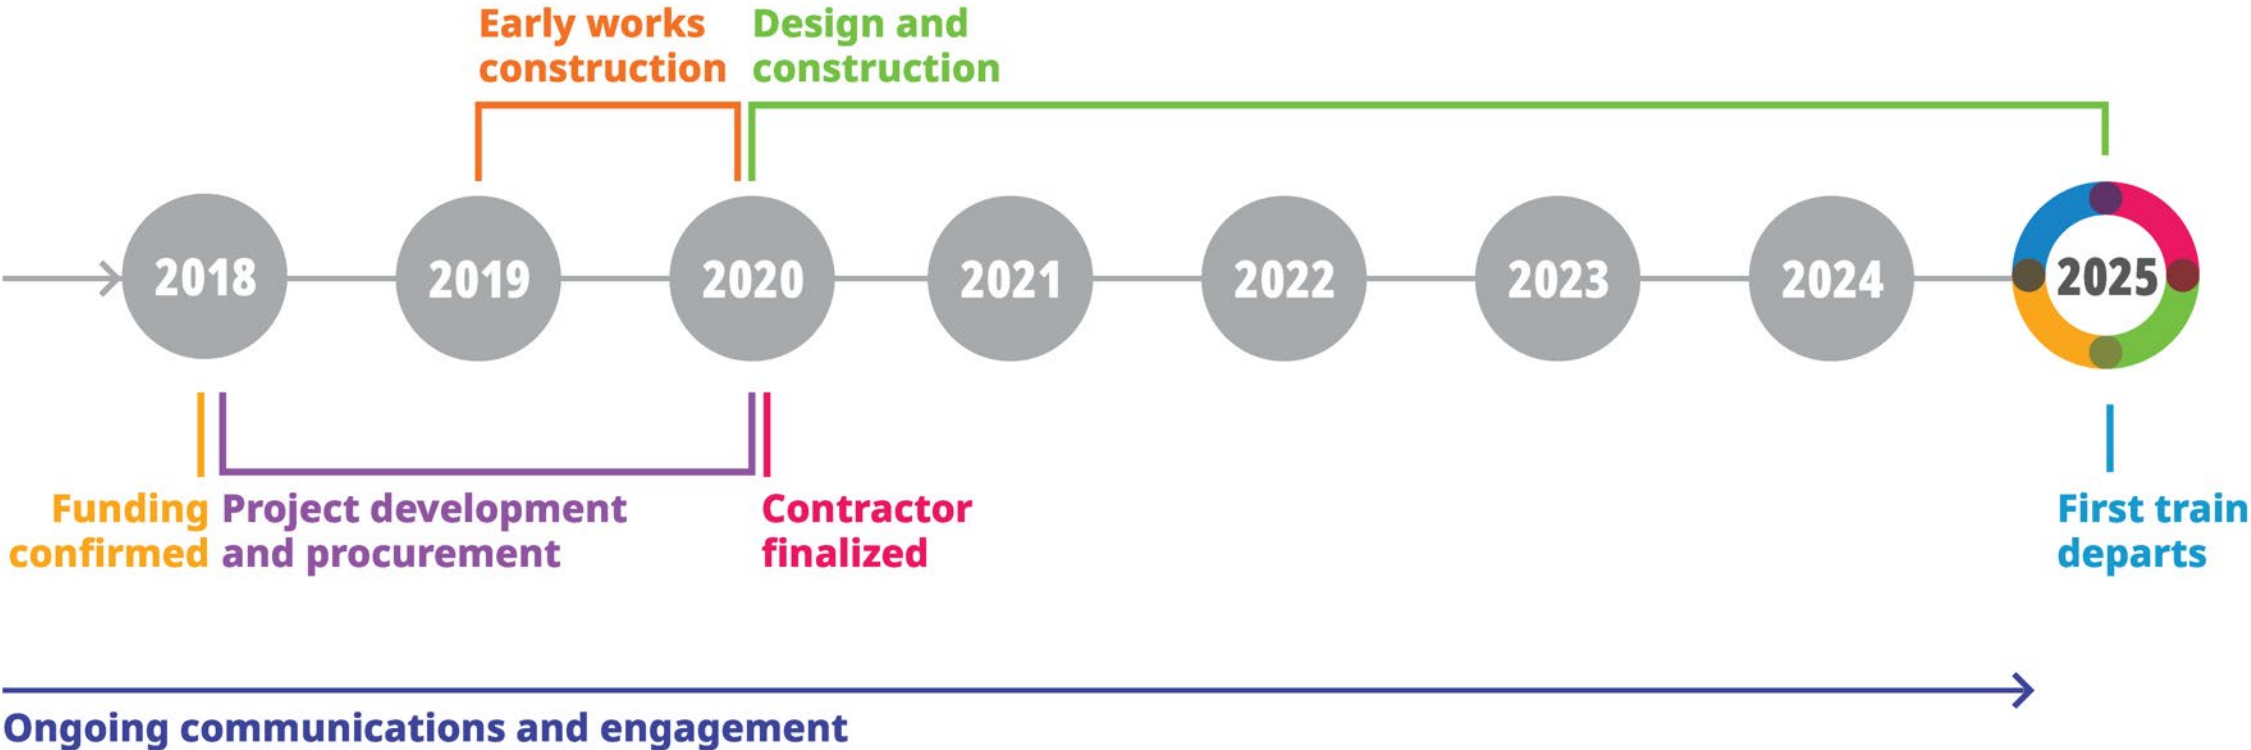 Early works
construction
Design and
construction
2018
2019
2020
2021
2022
2023
2024
2025
Funding
confirmed
Project development
and procurement
Contractor
finalized
First train
departs
Ongoing communications and engagement